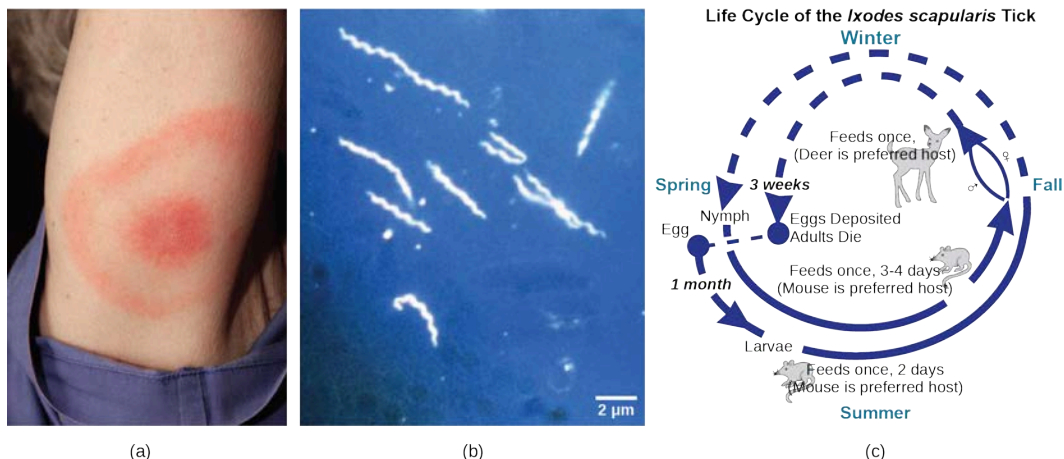 Life Cycle of the Ixodes scapularis Tick
Winter
Feeds once,
(Deer is preferred host)
♀
♂
Spring
3 weeks
Fall
Nymph
Egg
Eggs Deposited
Adults Die
1 month
Feeds once, 3-4 days
(Mouse is preferred host)
Larvae
Feeds once, 2 days
(Mouse is preferred host)
Summer
2 µm
(a)
(b)
(c)